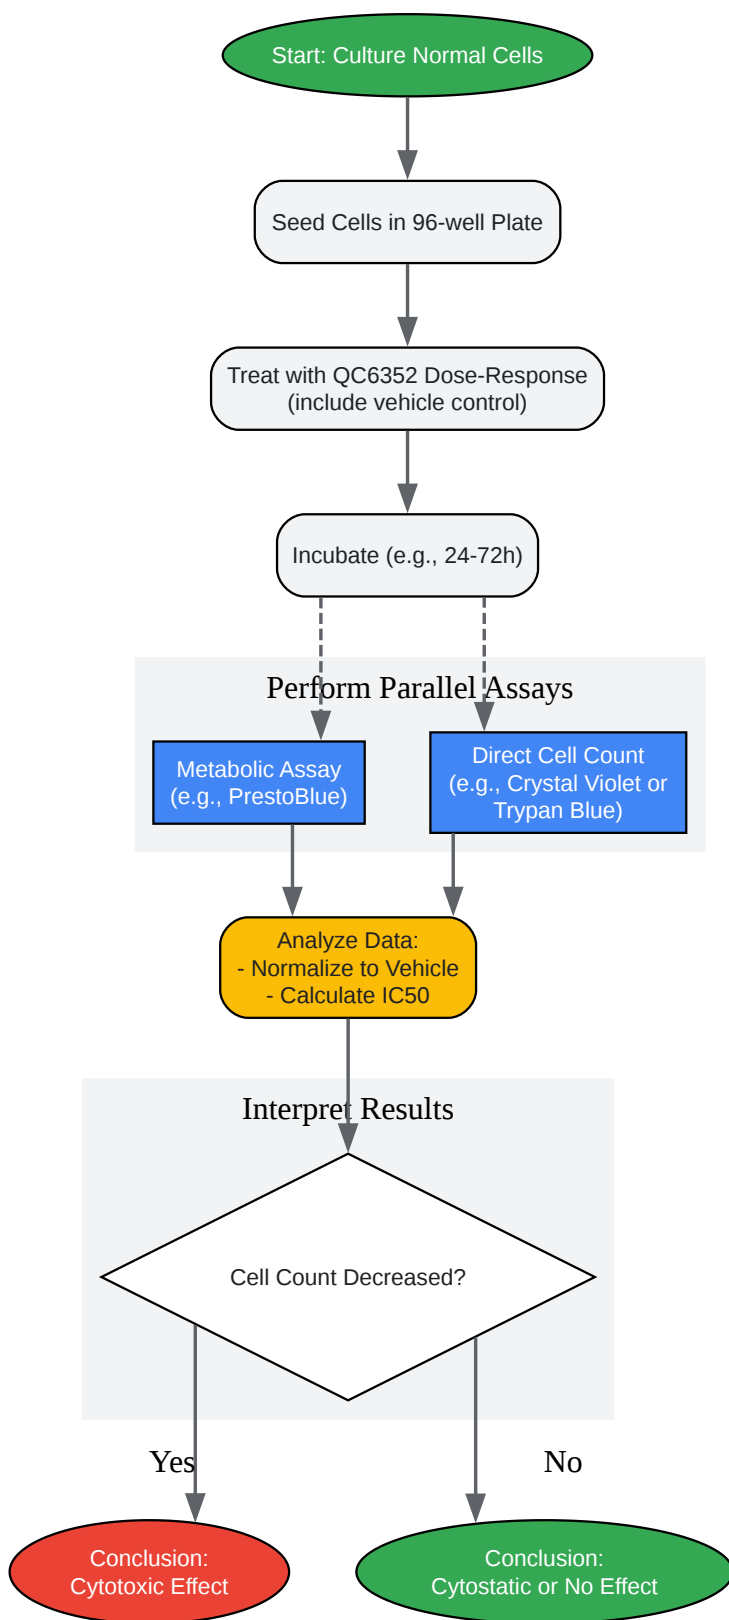 Start: Culture Normal Cells
Seed Cells in 96-well Plate
Treat with QC6352 Dose-Response
(include vehicle control)
Incubate (e.g., 24-72h)
Perform Parallel Assays
Metabolic Assay
(e.g., PrestoBlue)
Direct Cell Count
(e.g., Crystal Violet or
Trypan Blue)
Analyze Data:
- Normalize to Vehicle
- Calculate IC50
Interpret Results
Cell Count Decreased?
Yes
No
Conclusion:
Cytotoxic Effect
Conclusion:
Cytostatic or No Effect